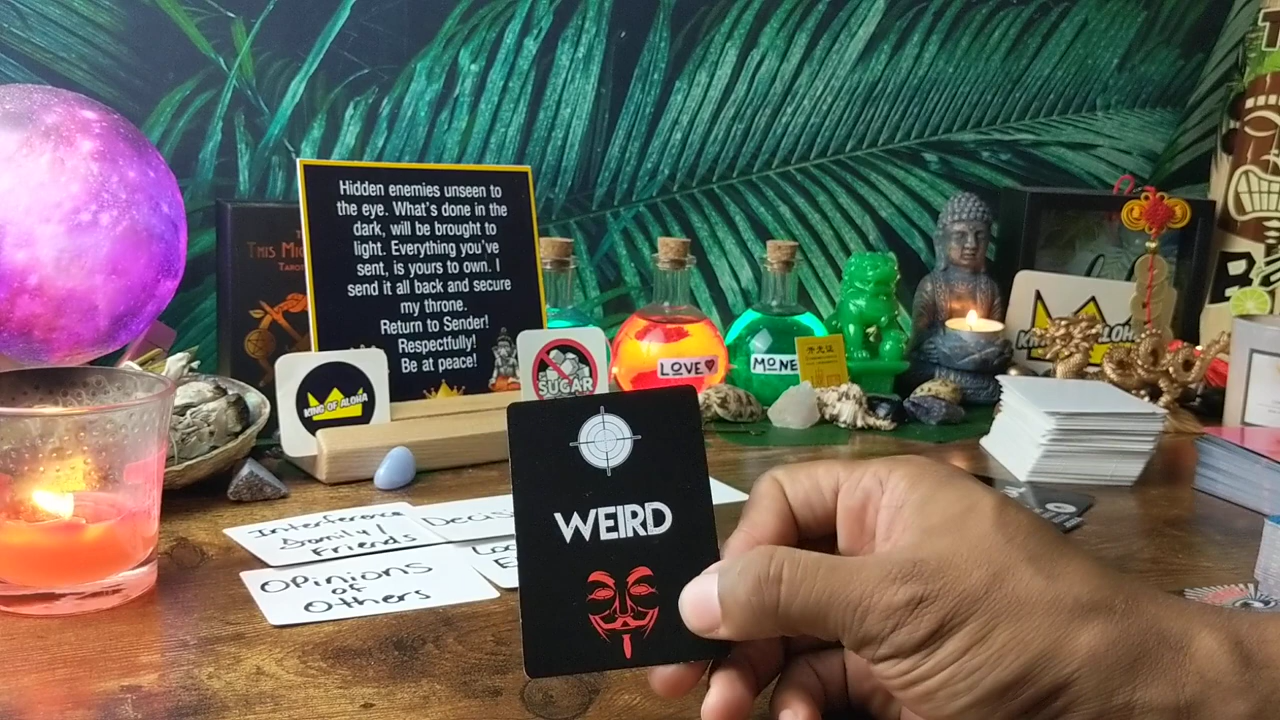 Hidden enemies unseen to
the eye. What's done in the
dark, will be brought to
light. Everything you've
sent, is yours to own. I
send it all back and secure
my throne.
Return to Sender!
Respectfully!
Be at peace!
THIS
TAROT
KING OF ALOHA
SUGAR
LOVE♥
MONE
KING OF ALOHA
Interference
family/
Friends
Opinions
of
Others
WEIRD